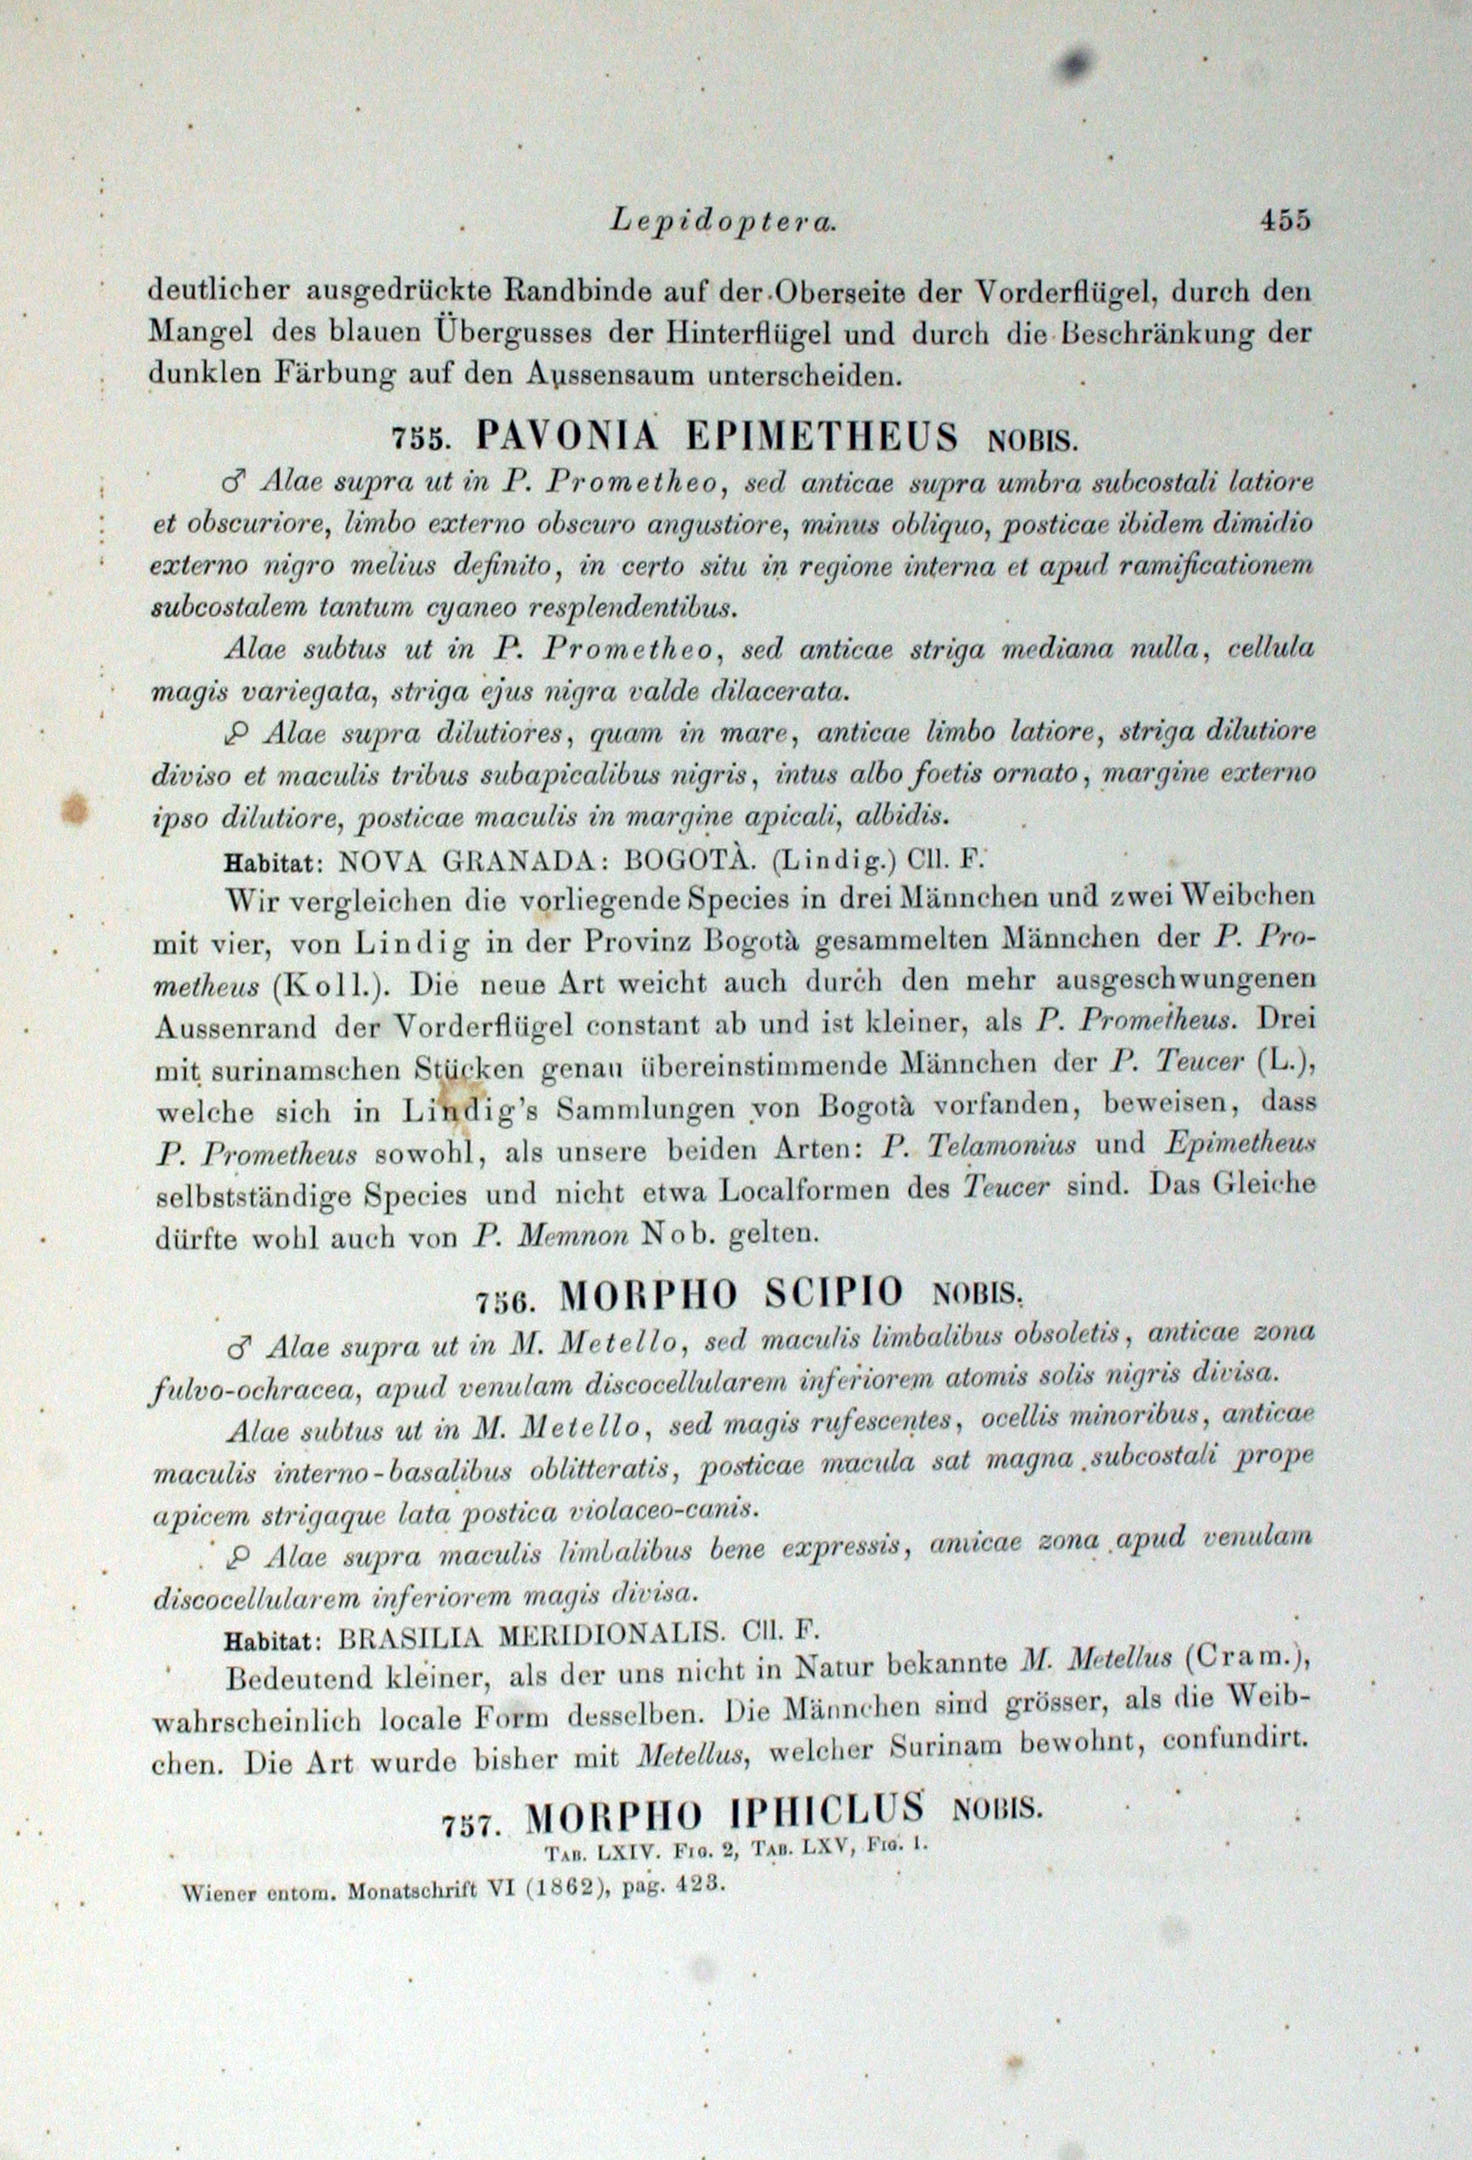 Lepidoptera. 455
deutlicher ausgedrückte Randbinde auf der Oberseite der Vorderflügel, durch den
Mangel des blauen Übergusses der Hinterflügel und durch die Beschränkung der
dunklen Färbung auf den Aussensaum unterscheiden.
755. PAVONIA EPIMETHEUS NOBIS.
♂ Alae supra ut in P. Prometheo, sed anticae supra umbra subcostali latiore
et obscuriore, limbo externo obscuro angustiore, minus obliquo, posticae ibidem dimidio
externo nigro melius definito, in certo situ in regione interna et apud ramificationem
subcostalem tantum cyaneo resplendentibus.
Alae subtus ut in P. Prometheo, sed anticae striga mediana nulla, cellula
magis variegata, striga ejus nigra valde dilacerata.
♀ Alae supra dilutiores, quam in mare, anticae limbo latiore, striga dilutiore
diviso et maculis tribus subapicalibus nigris, intus albo foetis ornato, margine externo
ipso dilutiore, posticae maculis in margine apicali, albidis.
Habitat: NOVA GRANADA: BOGOTÀ. (Lindig.) Cll. F.
Wir vergleichen die vorliegende Species in drei Männchen und zwei Weibchen
mit vier, von Lindig in der Provinz Bogotà gesammelten Männchen der P. Pro-
metheus (Koll.). Die neue Art weicht auch durch den mehr ausgeschwungenen
Aussenrand der Vorderflügel constant ab und ist kleiner, als P. Prometheus. Drei
mit surinamschen Stücken genau übereinstimmende Männchen der P. Teucer (L.),
welche sich in Lindig's Sammlungen von Bogotà vorfanden, beweisen, dass
P. Prometheus sowohl, als unsere beiden Arten: P. Telamonius und Epimetheus
selbstständige Species und nicht etwa Localformen des Teucer sind. Das Gleiche
dürfte wohl auch von P. Memnon Nob. gelten.
756. MORPHO SCIPIO NOBIS.
♂ Alae supra ut in M. Metello, sed maculis limbalibus obsoletis, anticae zona
fulvo-ochracea, apud venulam discocellularem inferiorem atomis solis nigris divisa.
Alae subtus ut in M. Metello, sed magis rufescentes, ocellis minoribus, anticae
maculis interno-basalibus oblitteratis, posticae macula sat magna subcostali prope
apicem strigaque lata postica violaceo-canis.
♀ Alae supra maculis limbalibus bene expressis, anticae zona apud venulam
discocellularem inferiorem magis divisa.
Habitat: BRASILIA MERIDIONALIS. Cll. F.
Bedeutend kleiner, als der uns nicht in Natur bekannte M. Metellus (Cram.),
wahrscheinlich locale Form desselben. Die Männchen sind grösser, als die Weib-
chen. Die Art wurde bisher mit Metellus, welcher Surinam bewohnt, confundirt.
757. MORPHO IPHICLUS NOBIS.
TAB. LXIV. FIG. 2, TAB. LXV, FIG. 1.
Wiener entom. Monatschrift VI (1862), pag. 423.